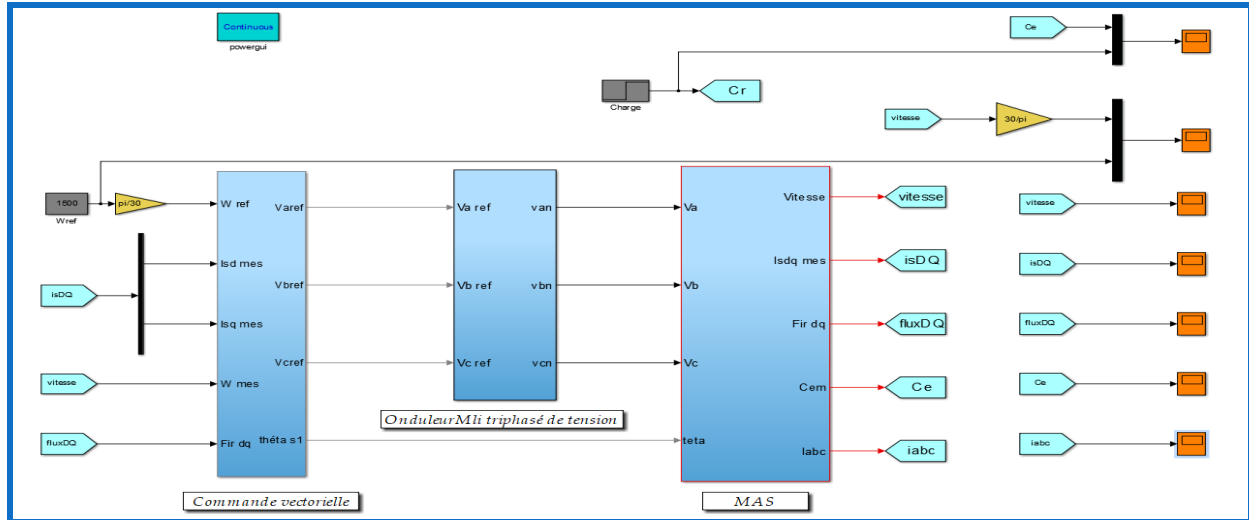 Continuous
powergui
Ce
Charge
Cr
vitesse
30/pi
1500
Wref
pi/30
isDQ
vitesse
fluxDQ
W ref
Isd mes
Isq mes
W mes
Fir dq
Varef
Vbref
Vcref
théta s1
Commande vectorielle
Va ref
Vb ref
Vc ref
van
vbn
vcn
OnduleurMli triphasé de tension
Va
Vb
Vc
teta
Vitesse
Isdq mes
Fir dq
Cem
Iabc
MAS
vitesse
isDQ
fluxDQ
Ce
iabc
vitesse
isDQ
fluxDQ
Ce
iabc